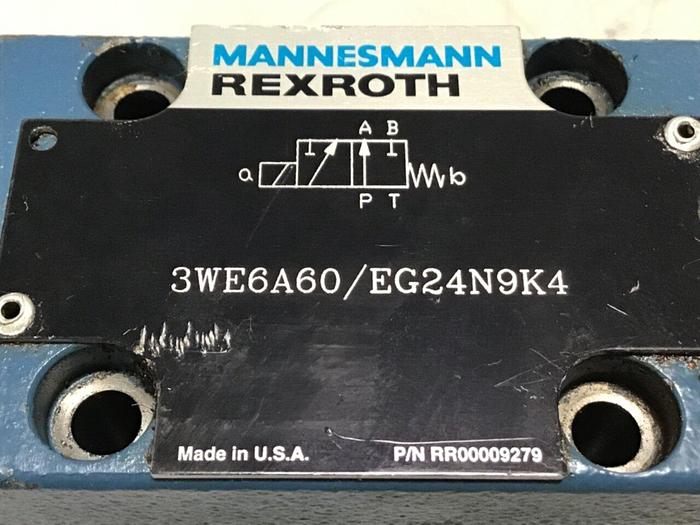 MANNESMANN
REXROTH
A B
a b
P T
3WE6A60/EG24N9K4
Made in U.S.A. P/N RR00009279